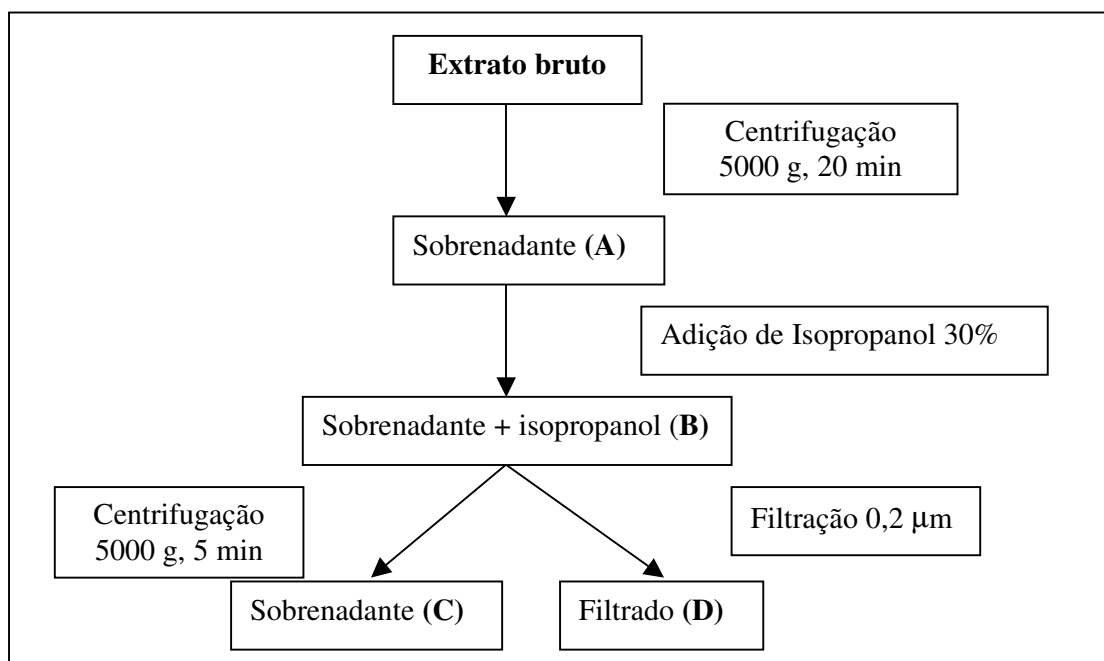 Extrato bruto
Centrifugação
5000 g, 20 min
Sobrenadante (A)
Adição de Isopropanol 30%
Sobrenadante + isopropanol (B)
Centrifugação
5000 g, 5 min
Filtração 0,2 μm
Sobrenadante (C)
Filtrado (D)